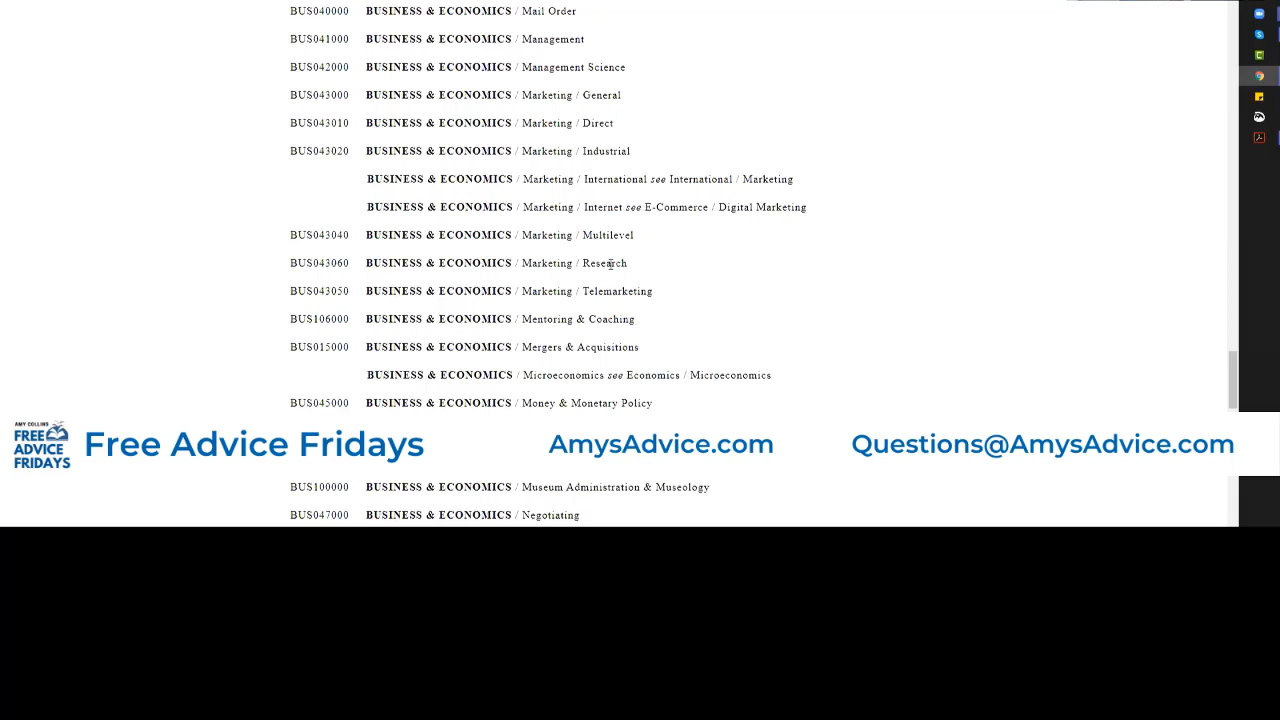 BUS040000 BUSINESS & ECONOMICS / Mail Order
BUS041000 BUSINESS & ECONOMICS / Management
BUS042000 BUSINESS & ECONOMICS / Management Science
BUS043000 BUSINESS & ECONOMICS / Marketing / General
BUS043010 BUSINESS & ECONOMICS / Marketing / Direct
BUS043020 BUSINESS & ECONOMICS / Marketing / Industrial
BUSINESS & ECONOMICS / Marketing / International see International / Marketing
BUSINESS & ECONOMICS / Marketing / Internet see E-Commerce / Digital Marketing
BUS043040 BUSINESS & ECONOMICS / Marketing / Multilevel
BUS043060 BUSINESS & ECONOMICS / Marketing / Research
BUS043050 BUSINESS & ECONOMICS / Marketing / Telemarketing
BUS106000 BUSINESS & ECONOMICS / Mentoring & Coaching
BUS015000 BUSINESS & ECONOMICS / Mergers & Acquisitions
BUSINESS & ECONOMICS / Microeconomics see Economics / Microeconomics
BUS045000 BUSINESS & ECONOMICS / Money & Monetary Policy
AMY COLLINS
FREE
ADVICE
FRIDAYS
Free Advice Fridays AmysAdvice.com Questions@AmysAdvice.com
BUS100000 BUSINESS & ECONOMICS / Museum Administration & Museology
BUS047000 BUSINESS & ECONOMICS / Negotiating